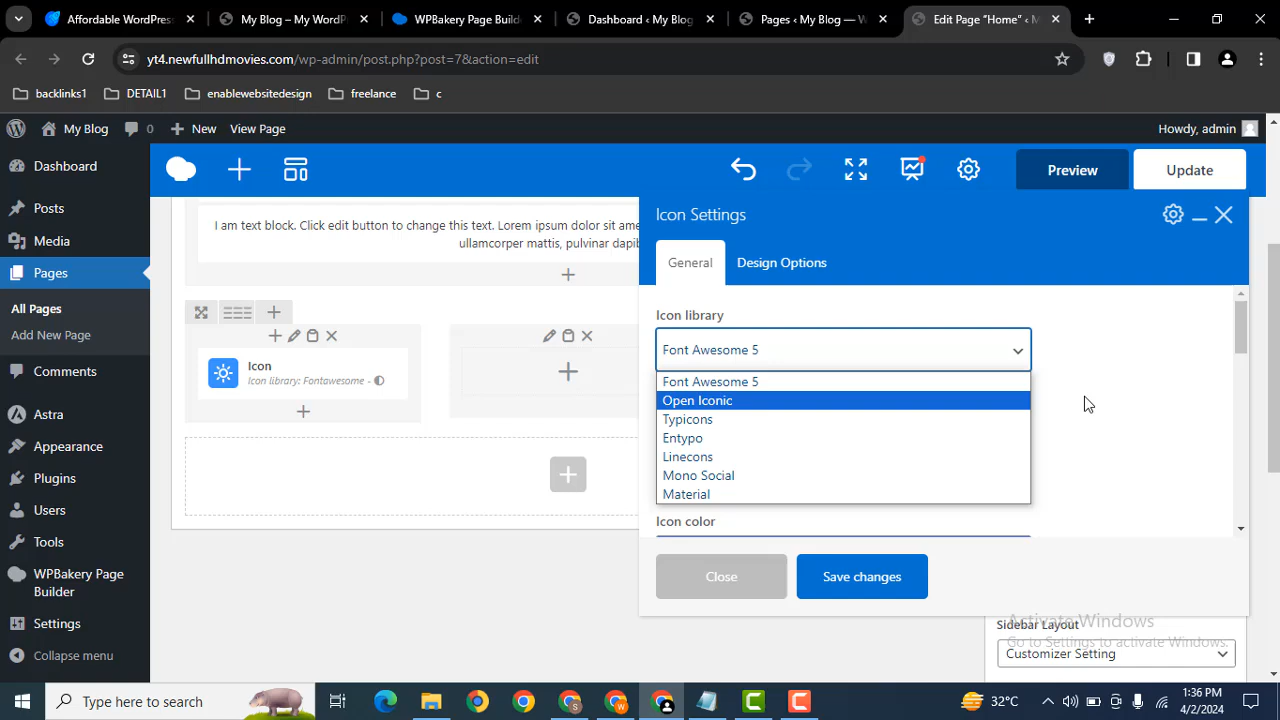 Affordable WordPress
My Blog – My WordP
WPBakery Page Build
Dashboard ‹ My Blog
Pages ‹ My Blog — W
Edit Page "Home" ‹ M
yt4.newfullhdmovies.com/wp-admin/post.php?post=7&action=edit
backlinks1
DETAIL1
enablewebsitedesign
freelance
c
My Blog
0
New
View Page
Howdy, admin
Dashboard
Posts
Media
Pages
All Pages
Add New Page
Comments
Astra
Appearance
Plugins
Users
Tools
WPBakery Page
Builder
Settings
Collapse menu
Preview
Update
I am text block. Click edit button to change this text. Lorem ipsum dolor sit ame
ullamcorper mattis, pulvinar dapib
Icon
Icon library: Fontawesome -
Icon Settings
General
Design Options
Icon library
Font Awesome 5
Font Awesome 5
Open Iconic
Typicons
Entypo
Linecons
Mono Social
Material
Icon color
Close
Save changes
Activate Windows
Go to Settings to activate Windows.
Sidebar Layout
Customizer Setting
Type here to search
32°C
1:36 PM
4/2/2024